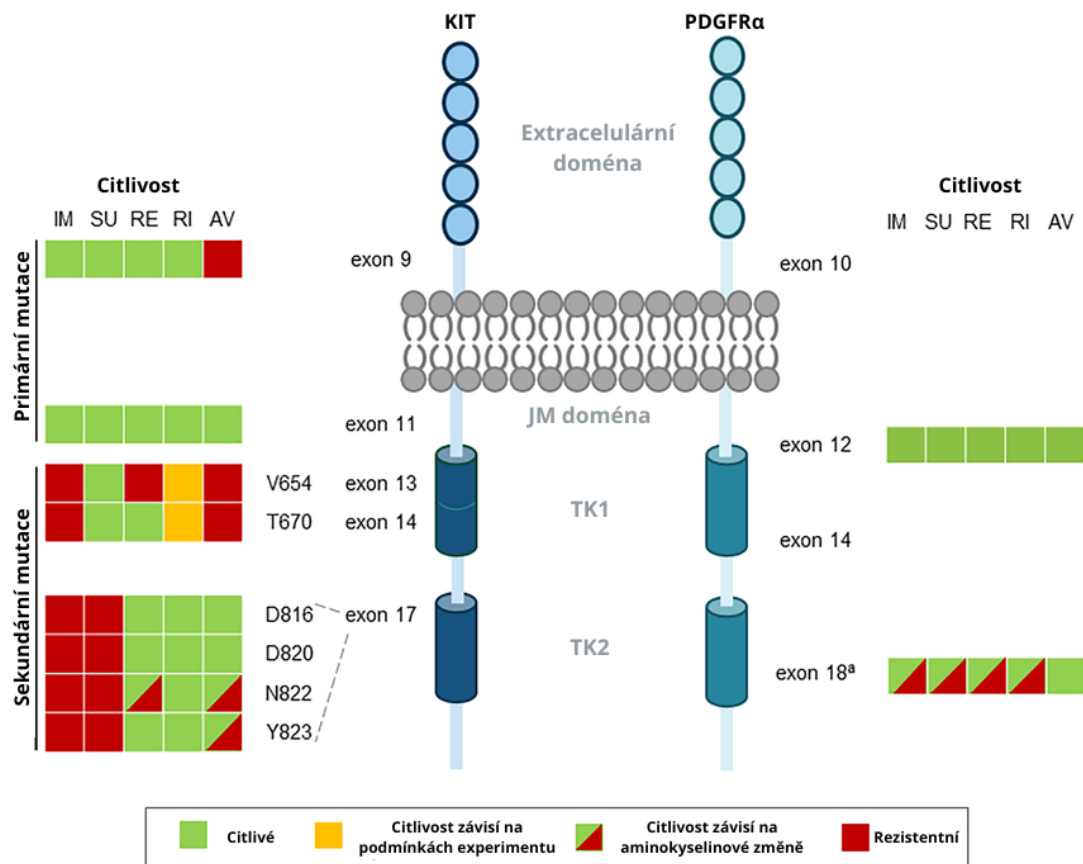 KIT
PDGFRα
Extracelulární
doména
Citlivost
IM SU RE RI AV
Citlivost
IM SU RE RI AV
Primární mutace
exon 9
exon 10
JM doména
exon 11
exon 12
Sekundární mutace
V654 exon 13
T670 exon 14
TK1
exon 14
D816 exon 17
D820
N822
Y823
TK2
exon 18ª
Citlivé
Citlivost závisí na
podmínkách experimentu
Citlivost závisí na
aminokyselinové změně
Rezistentní